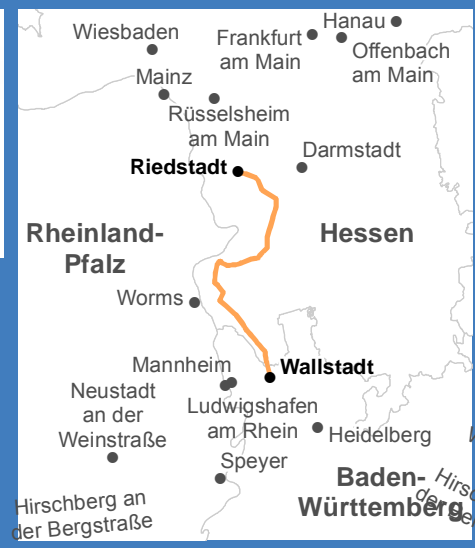 Hanau
Wiesbaden
Frankfurt
am Main
Offenbach
am Main
Mainz
Rüsselsheim
am Main
Darmstadt
Riedstadt
Rheinland-
Pfalz
Hessen
Worms
Mannheim
Wallstadt
Neustadt
an der
Weinstraße
Ludwigshafen
am Rhein
Heidelberg
Speyer
Baden-
Württemberg
Hirschberg an
der Bergstraße